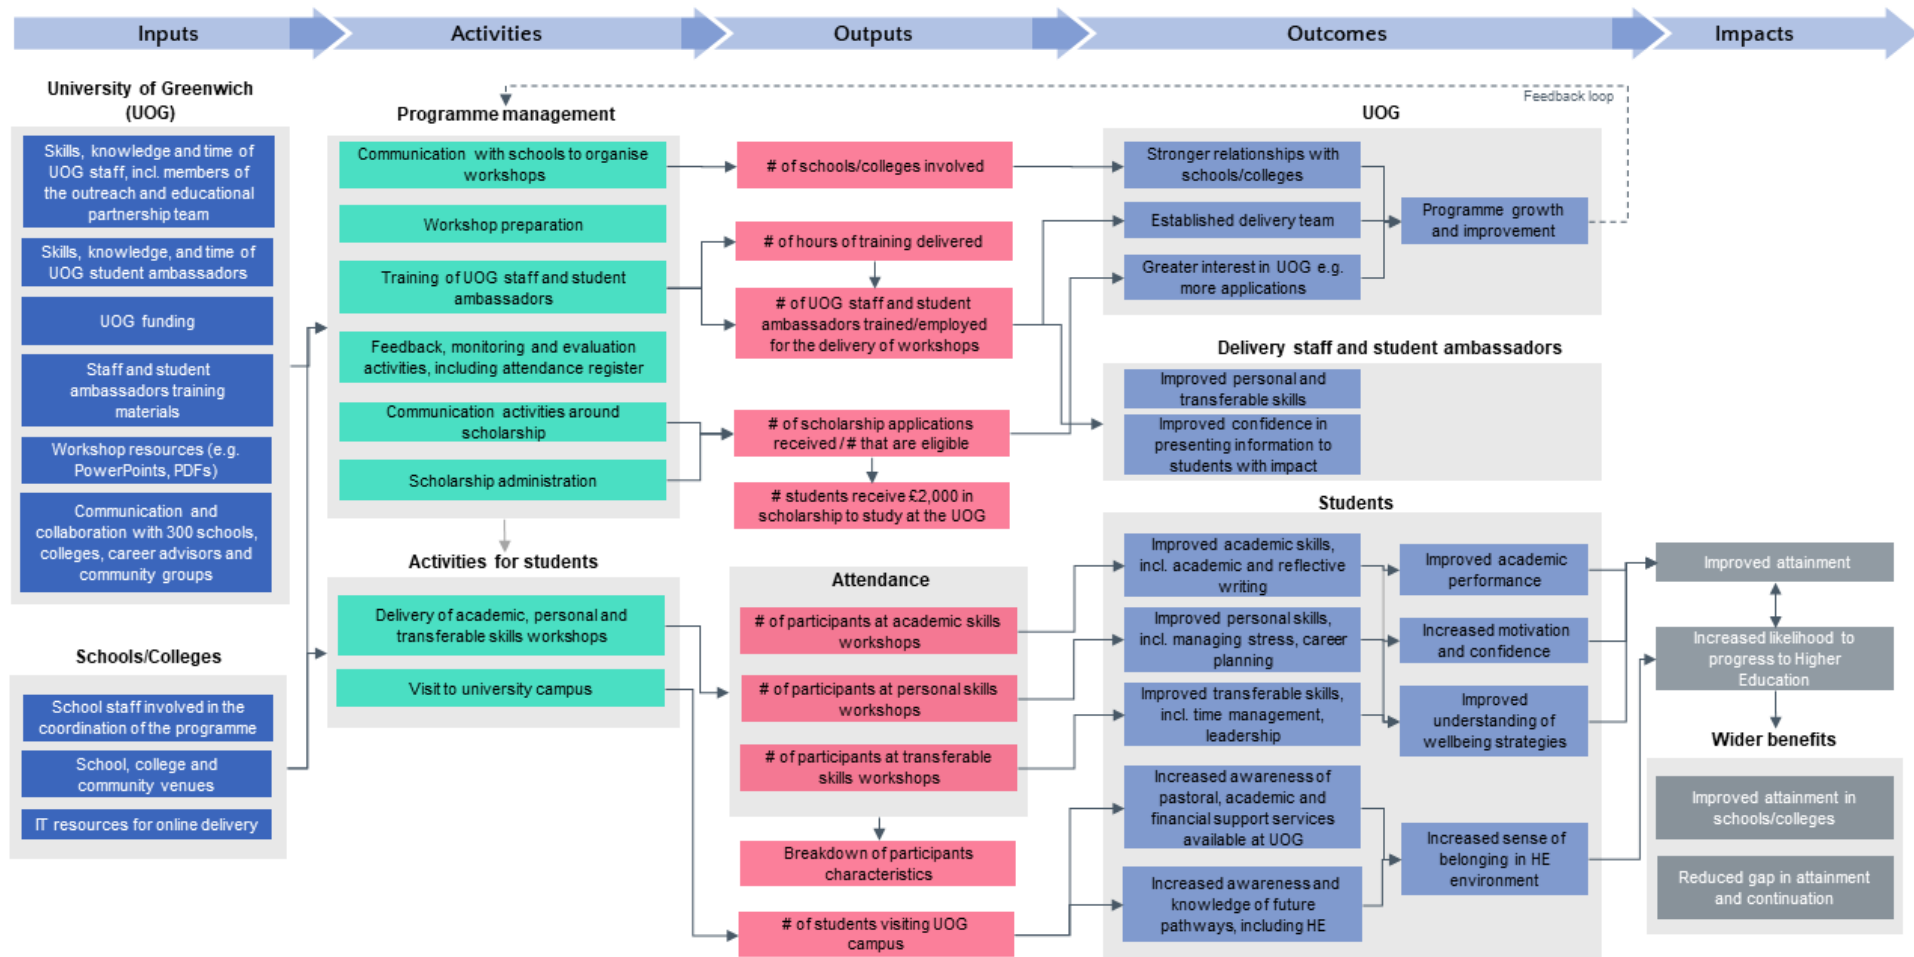 Inputs
Activities
Outputs
Outcomes
Impacts
University of Greenwich
(UOG)
Skills, knowledge and time of
UOG staff, incl. members of
the outreach and educational
partnership team
Skills, knowledge, and time of
UOG student ambassadors
UOG funding
Staff and student
ambassadors training
materials
Workshop resources (e.g.
PowerPoints, PDFs)
Communication and
collaboration with 300 schools,
colleges, career advisors and
community groups
Schools/Colleges
School staff involved in the
coordination of the programme
School, college and
community venues
IT resources for online delivery
Programme management
Communication with schools to organise
workshops
Workshop preparation
Training of UOG staff and student
ambassadors
Feedback, monitoring and evaluation
activities, including attendance register
Communication activities around
scholarship
Scholarship administration
Activities for students
Delivery of academic, personal and
transferable skills workshops
Visit to university campus
# of schools/colleges involved
# of hours of training delivered
# of UOG staff and student
ambassadors trained/employed
for the delivery of workshops
# of scholarship applications
received / # that are eligible
# students receive £2,000 in
scholarship to study at the UOG
Attendance
# of participants at academic skills
workshops
# of participants at personal skills
workshops
# of participants at transferable
skills workshops
Breakdown of participants
characteristics
# of students visiting UOG
campus
Feedback loop
UOG
Stronger relationships with
schools/colleges
Established delivery team
Greater interest in UOG e.g.
more applications
Programme growth
and improvement
Delivery staff and student ambassadors
Improved personal and
transferable skills
Improved confidence in
presenting information to
students with impact
Students
Improved academic skills,
incl. academic and reflective
writing
Improved personal skills,
incl. managing stress, career
planning
Improved transferable skills,
incl. time management,
leadership
Increased awareness of
pastoral, academic and
financial support services
available at UOG
Increased awareness and
knowledge of future
pathways, including HE
Improved academic
performance
Increased motivation
and confidence
Improved
understanding of
wellbeing strategies
Increased sense of
belonging in HE
environment
Improved attainment
Increased likelihood to
progress to Higher
Education
Wider benefits
Improved attainment in
schools/colleges
Reduced gap in attainment
and continuation